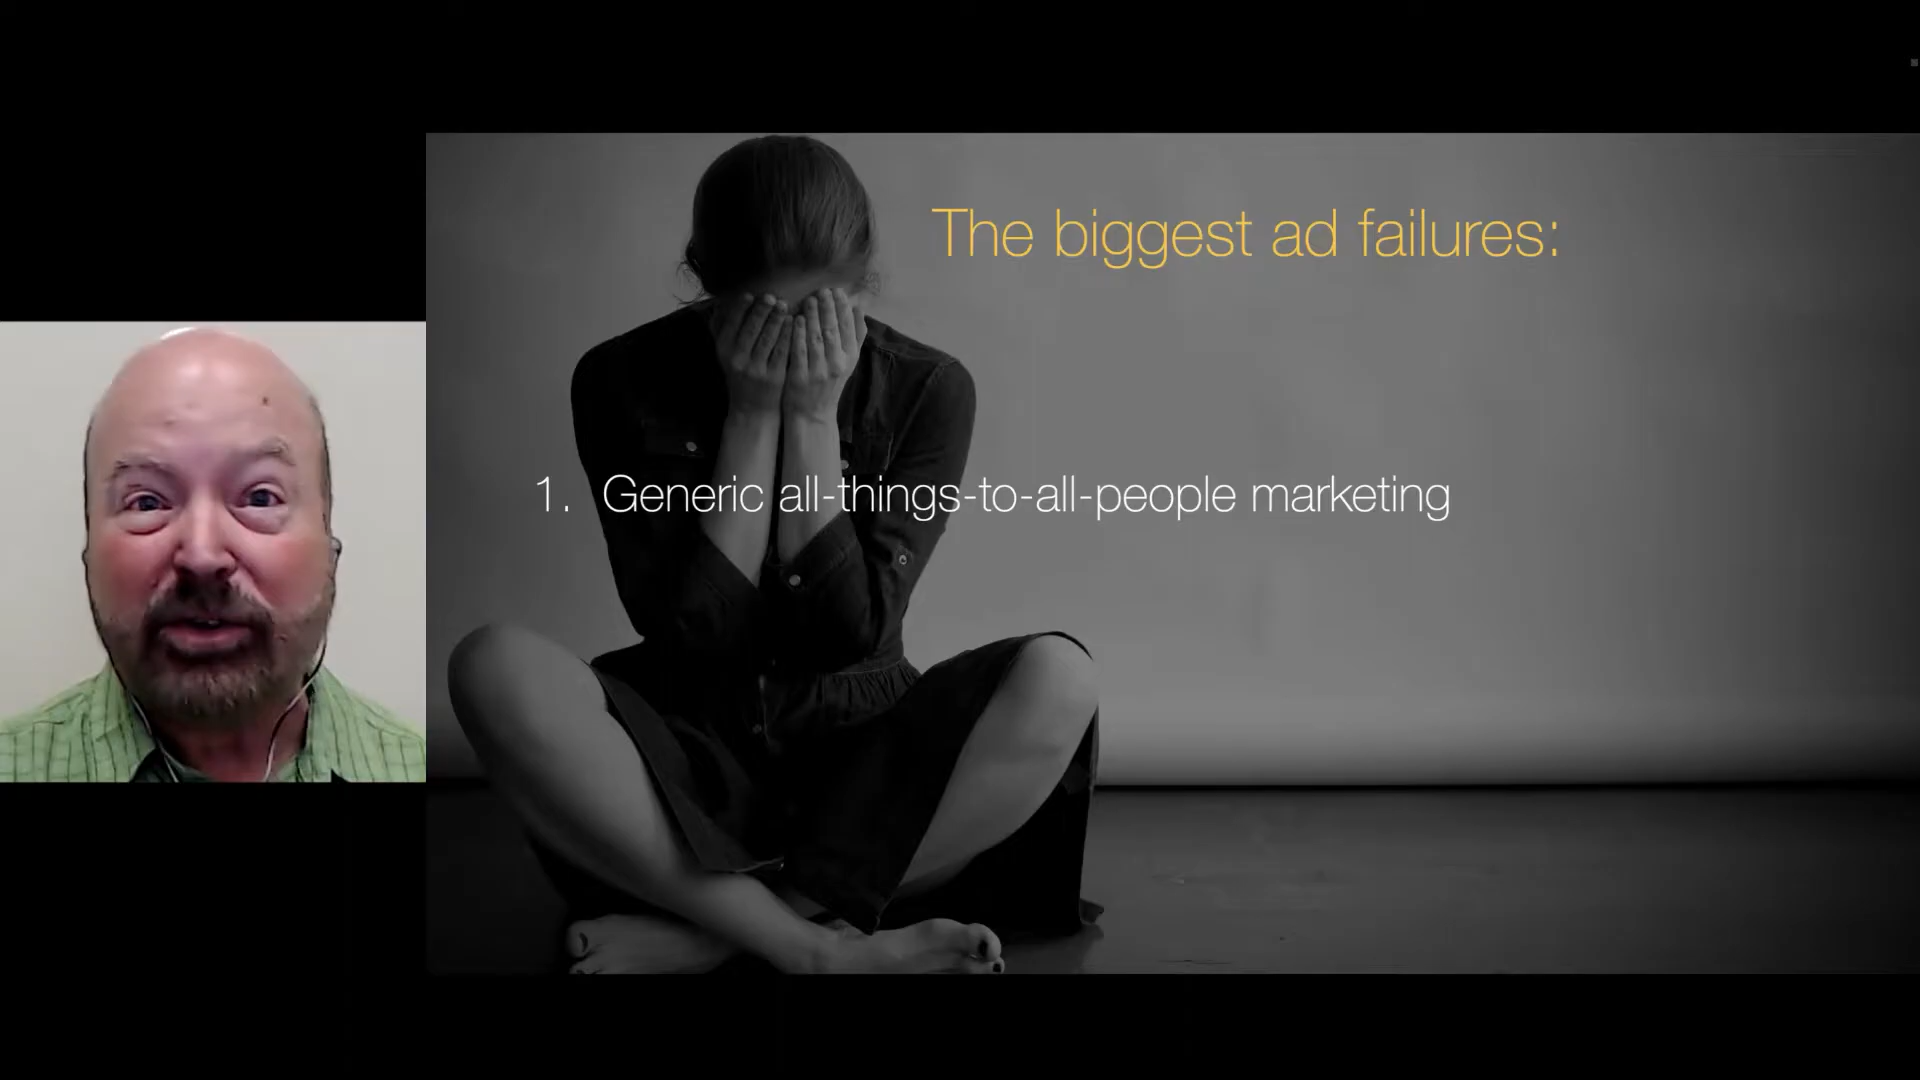 The biggest ad failures:
1. Generic all-things-to-all-people marketing